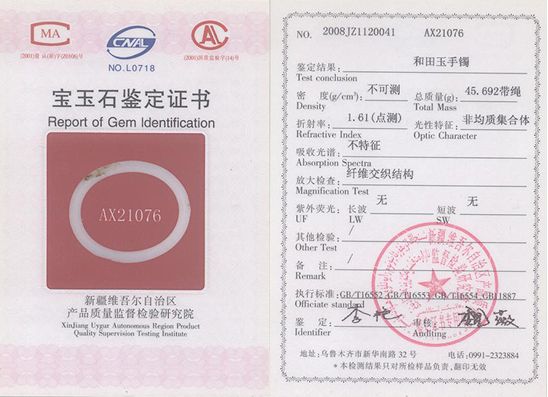 MA
CNAL
AL
NO.L0718
宝玉石鉴定证书
Report of Gem Identification
AX21076
新疆维吾尔自治区
产品质量监督检验研究院
XinJiang Uygur Autonomous Region Product
Quality Supervision Testing Institute
NO. 2008JZ1120041 AX21076
鉴定结果: 和田玉手镯
Test conclusion
密 度(g/cm³): 不可测 总质量(g): 45.692带绳
Density Total Mass
折射率: 1.61(点测) 光性特征: 非均质集合体
Refractive Index Optic Character
吸收光谱: 不特征
Absorption Spectra
放大检查: 纤维交织结构
Magnification Test
紫外荧光: 长波 无 短波 无
UF LW SW
其他检验: /
Other Test
备 注: /
Remark
执行标准: GB/T16552 GB/T16553 GB/T16554 GB11887
Officiate standard
鉴 定: 审核:
Identifier Auditing
地址:乌鲁木齐市新华南路 32 号 电话:0991-2323884
*本检测结果只对所检样品负责,翻印无效